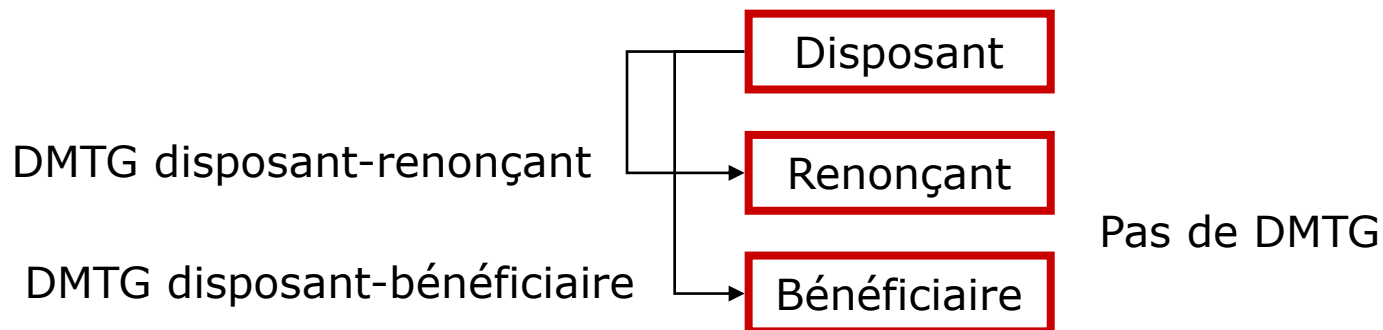 Disposant
DMTG disposant-renonçant
Renonçant
Pas de DMTG
DMTG disposant-bénéficiaire
Bénéficiaire